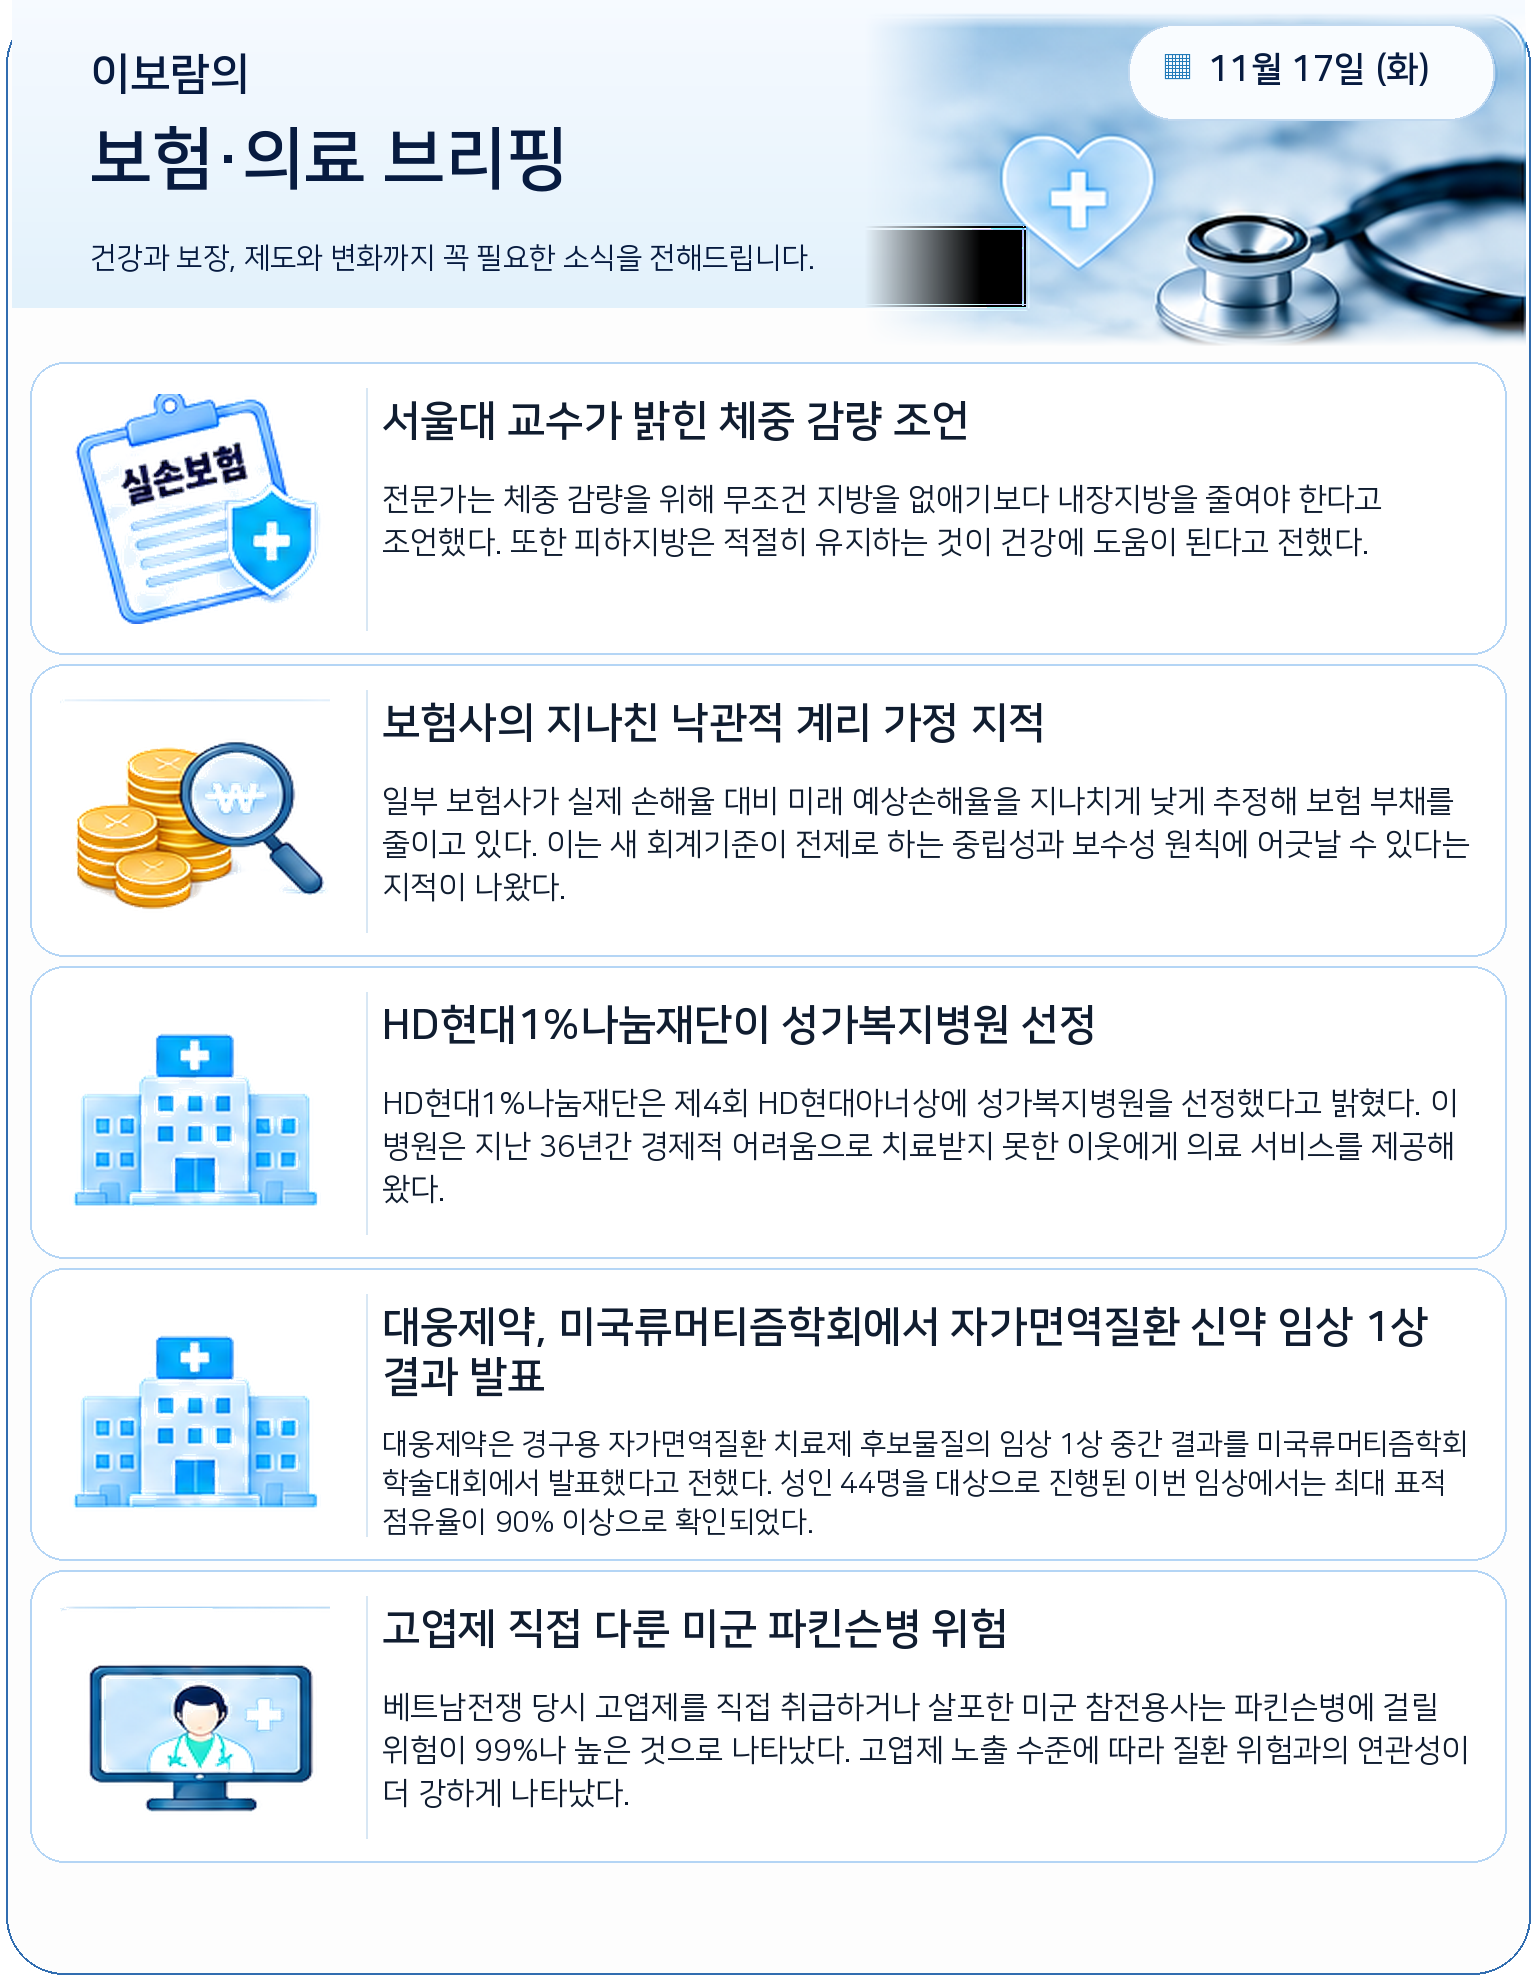 이보람의
보험·의료 브리핑
건강과 보장, 제도와 변화까지 꼭 필요한 소식을 전해드립니다.
11월 17일 (화)
실손보험
서울대 교수가 밝힌 체중 감량 조언
전문가는 체중 감량을 위해 무조건 지방을 없애기보다 내장지방을 줄여야 한다고
조언했다. 또한 피하지방은 적절히 유지하는 것이 건강에 도움이 된다고 전했다.
보험사의 지나친 낙관적 계리 가정 지적
일부 보험사가 실제 손해율 대비 미래 예상손해율을 지나치게 낮게 추정해 보험 부채를
줄이고 있다. 이는 새 회계기준이 전제로 하는 중립성과 보수성 원칙에 어긋날 수 있다는
지적이 나왔다.
₩
HD현대1%나눔재단이 성가복지병원 선정
HD현대1%나눔재단은 제4회 HD현대아너상에 성가복지병원을 선정했다고 밝혔다. 이
병원은 지난 36년간 경제적 어려움으로 치료받지 못한 이웃에게 의료 서비스를 제공해
왔다.
대웅제약, 미국류머티즘학회에서 자가면역질환 신약 임상 1상
결과 발표
대웅제약은 경구용 자가면역질환 치료제 후보물질의 임상 1상 중간 결과를 미국류머티즘학회
학술대회에서 발표했다고 전했다. 성인 44명을 대상으로 진행된 이번 임상에서는 최대 표적
점유율이 90% 이상으로 확인되었다.
고엽제 직접 다룬 미군 파킨슨병 위험
베트남전쟁 당시 고엽제를 직접 취급하거나 살포한 미군 참전용사는 파킨슨병에 걸릴
위험이 99%나 높은 것으로 나타났다. 고엽제 노출 수준에 따라 질환 위험과의 연관성이
더 강하게 나타났다.